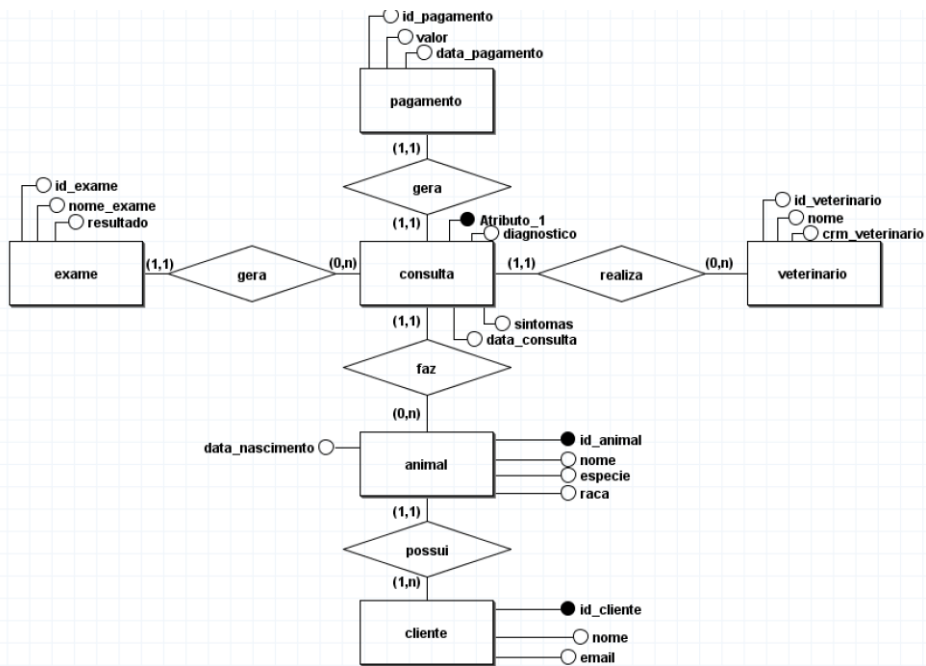 id_pagamento
valor
data_pagamento
pagamento
(1,1)
gera
(1,1)
id_exame
nome_exame
resultado
exame
(1,1)
gera
(0,n)
Atributo_1
diagnostico
consulta
(1,1)
realiza
(0,n)
id_veterinario
nome
crm_veterinario
veterinario
sintomas
data_consulta
(1,1)
faz
(0,n)
data_nascimento
animal
id_animal
nome
especie
raca
(1,1)
possui
(1,n)
cliente
id_cliente
nome
email